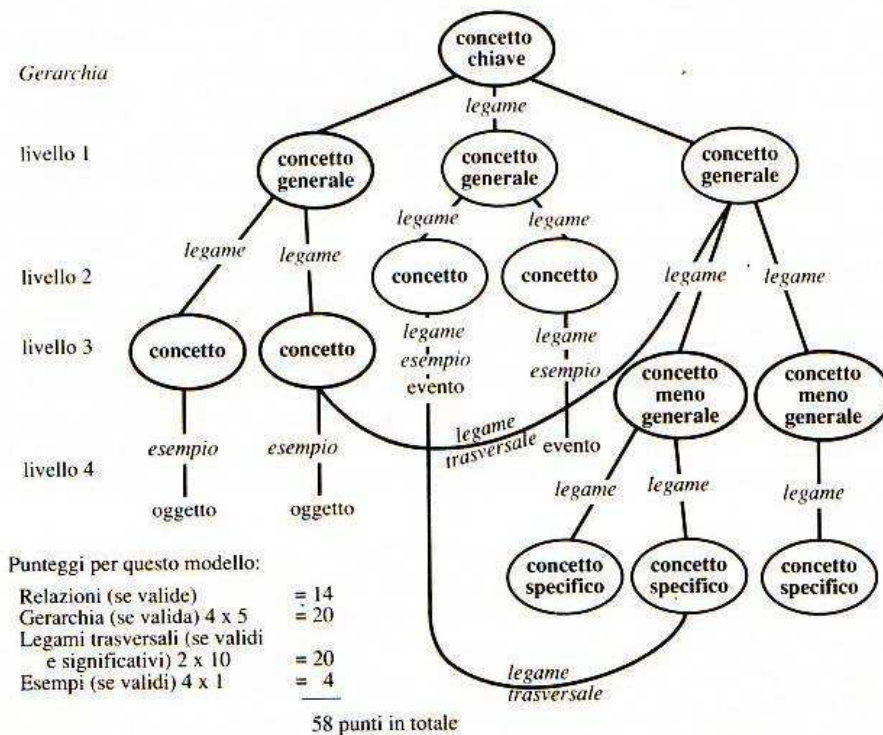 concetto
chiave
Gerarchia
legame
livello 1
concetto
generale
concetto
generale
concetto
generale
legame
legame
legame
legame
legame
legame
livello 2
concetto
concetto
livello 3
concetto
concetto
legame
esempio
evento
legame
esempio
evento
concetto
meno
generale
concetto
meno
generale
legame
trasversale
livello 4
esempio
esempio
oggetto
oggetto
legame
legame
legame
concetto
specifico
concetto
specifico
concetto
specifico
legame
trasversale
Punteggi per questo modello:
Relazioni (se valide) = 14
Gerarchia (se valida) 4 x 5 = 20
Legami trasversali (se validi
e significativi) 2 x 10 = 20
Esempi (se validi) 4 x 1 = 4
58 punti in totale